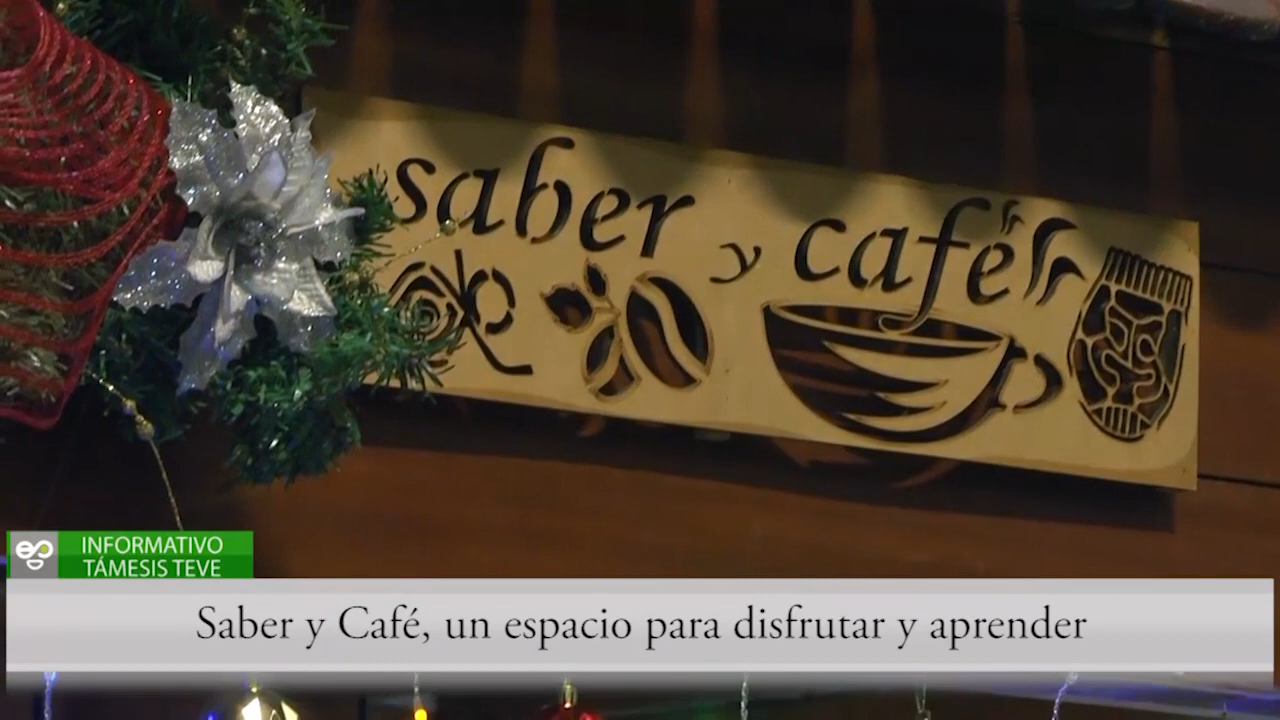 saber y café
INFORMATIVO
TÁMESIS TEVE
Saber y Café, un espacio para disfrutar y aprender